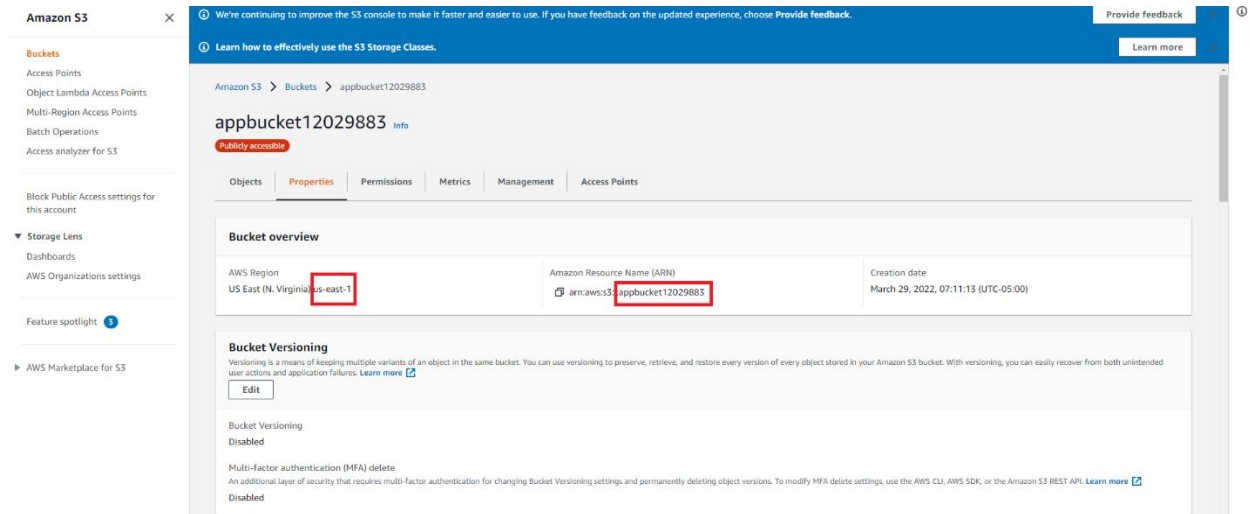 Amazon S3
Buckets
Access Points
Object Lambda Access Points
Multi-Region Access Points
Batch Operations
Access analyzer for S3
Block Public Access settings for
this account
Storage Lens
Dashboards
AWS Organizations settings
Feature spotlight 3
AWS Marketplace for S3
We're continuing to improve the S3 console to make it faster and easier to use. If you have feedback on the updated experience, choose Provide feedback.
Provide feedback
Learn how to effectively use the S3 Storage Classes.
Learn more
Amazon S3 > Buckets > appbucket12029883
appbucket12029883 Info
Publicly accessible
Objects Properties Permissions Metrics Management Access Points
Bucket overview
AWS Region
US East (N. Virginia) us-east-1
Amazon Resource Name (ARN)
arn:aws:s3:::appbucket12029883
Creation date
March 29, 2022, 07:11:13 (UTC-05:00)
Bucket Versioning
Versioning is a means of keeping multiple variants of an object in the same bucket. You can use versioning to preserve, retrieve, and restore every version of every object stored in your Amazon S3 bucket. With versioning, you can easily recover from both unintended
user actions and application failures. Learn more
Edit
Bucket Versioning
Disabled
Multi-factor authentication (MFA) delete
An additional layer of security that requires multi-factor authentication for changing Bucket Versioning settings and permanently deleting object versions. To modify MFA delete settings, use the AWS CLI, AWS SDK, or the Amazon S3 REST API. Learn more
Disabled